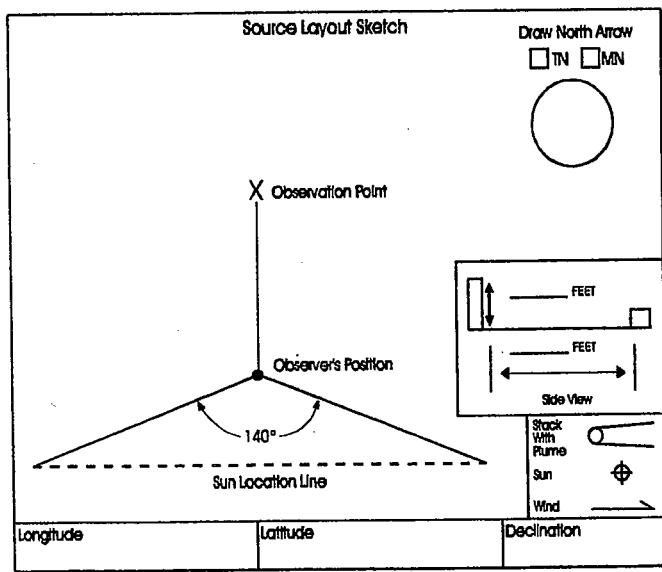 Source Layout Sketch
Draw North Arrow
TN MN
X Observation Point
FEET
Observer's Position
FEET
140°
Side View
Sun Location Line
Stack
With
Plume
Sun
Wind
Longitude
Latitude
Declination